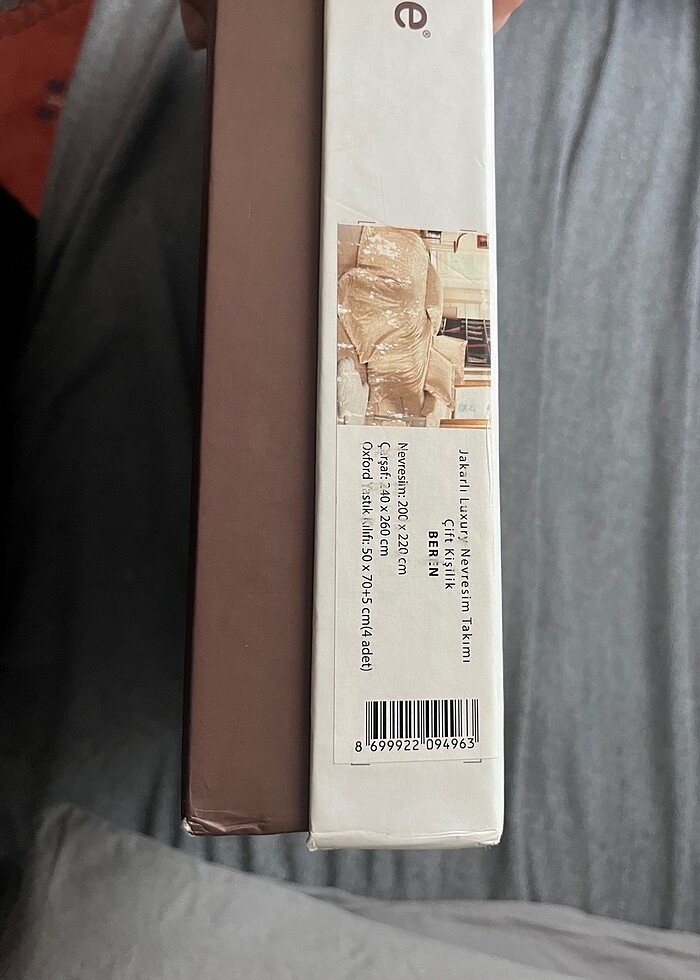 e®
Jakarlı Luxury Nevresim Takımı
Çift Kişilik
BEREN
Nevresim: 200 x 220 cm
Çarşaf: 240 x 260 cm
Oxford Yastık Kılıfı: 50 x 70+5 cm(4 adet)
8 699922 094963